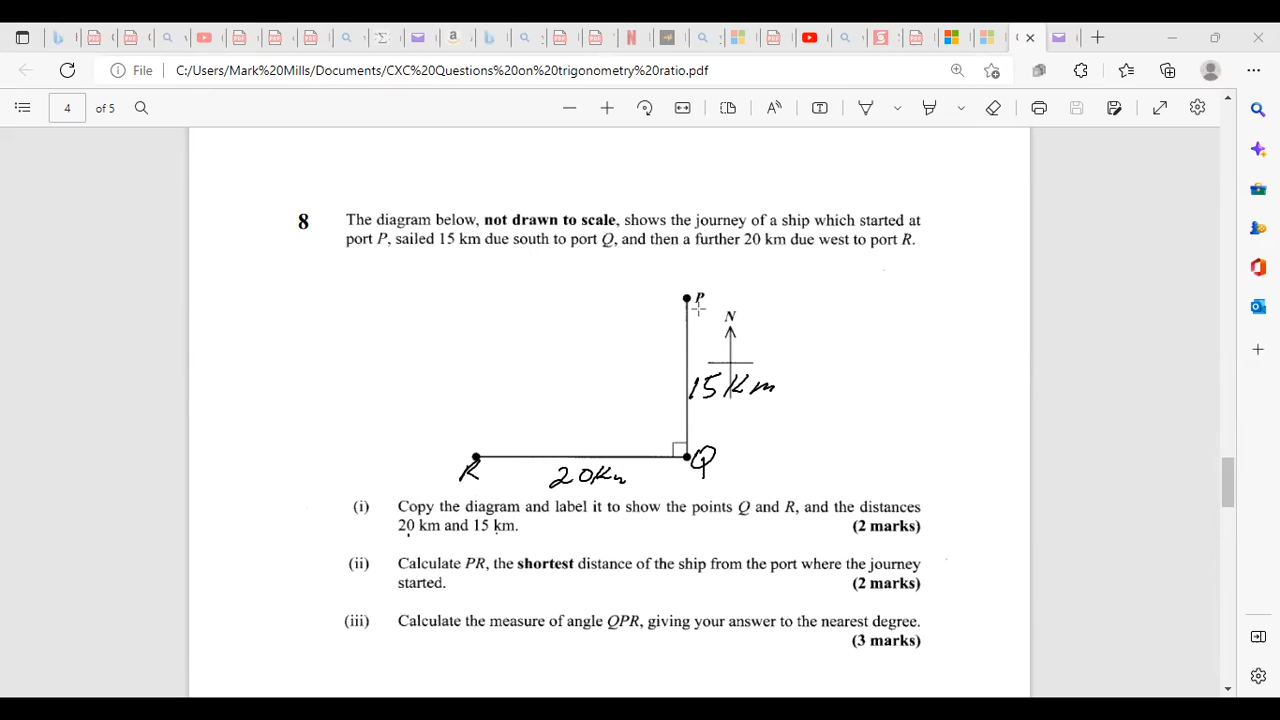 File C:/Users/Mark%20Mills/Documents/CXC%20Questions%20on%20trigonometry%20ratio.pdf
4 of 5
8 The diagram below, not drawn to scale, shows the journey of a ship which started at
port P, sailed 15 km due south to port Q, and then a further 20 km due west to port R.
P
N
15 Km
R
Q
20Km
(i) Copy the diagram and label it to show the points Q and R, and the distances
20 km and 15 km. (2 marks)
(ii) Calculate PR, the shortest distance of the ship from the port where the journey
started. (2 marks)
(iii) Calculate the measure of angle QPR, giving your answer to the nearest degree.
(3 marks)